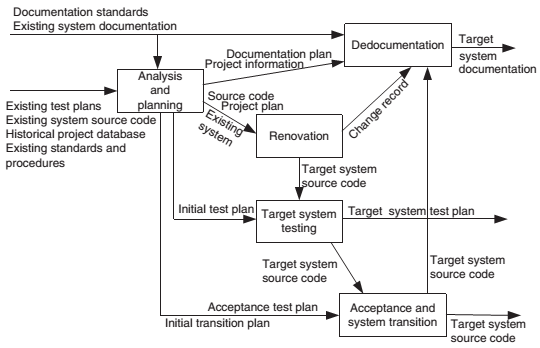 Documentation standards
Existing system documentation
Dedocumentation
Target
system
documentation
Documentation plan
Project information
Analysis
and
planning
Source code
Project plan
Existing
system
Change record
Existing test plans
Existing system source code
Historical project database
Existing standards and
procedures
Renovation
Target system
source code
Initial test plan
Target system
testing
Target system test plan
Target system
source code
Target system
source code
Acceptance test plan
Initial transition plan
Acceptance and
system transition
Target system
source code